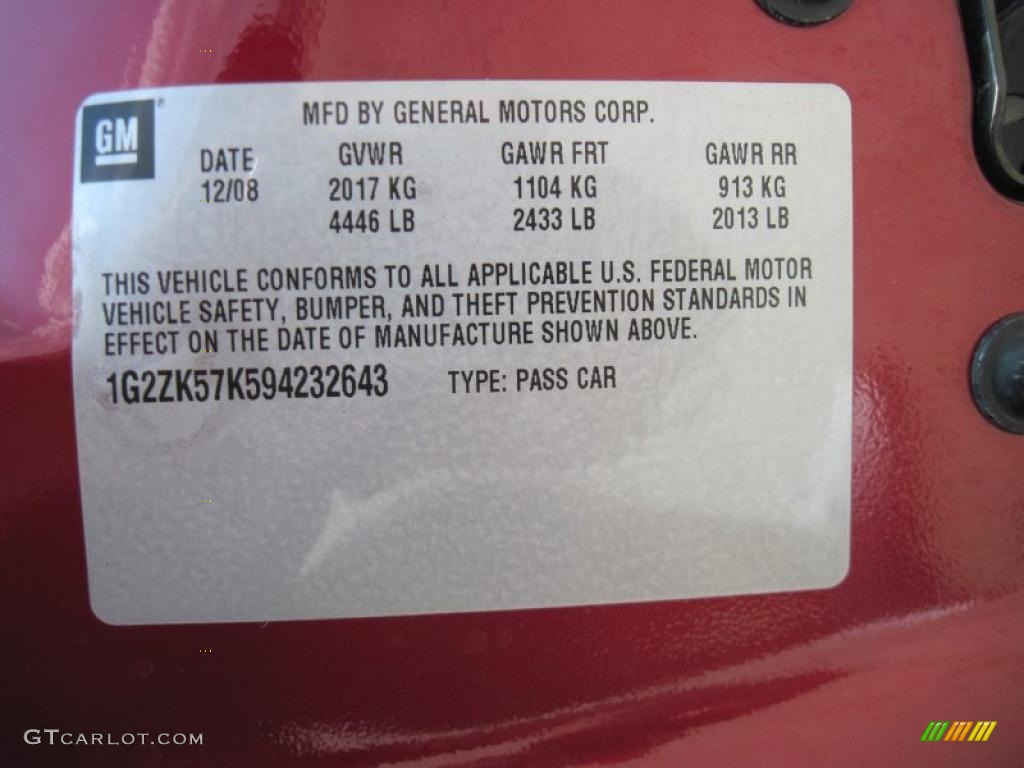 GM
MFD BY GENERAL MOTORS CORP.
DATE GVWR GAWR FRT GAWR RR
12/08 2017 KG 1104 KG 913 KG
4446 LB 2433 LB 2013 LB
THIS VEHICLE CONFORMS TO ALL APPLICABLE U.S. FEDERAL MOTOR
VEHICLE SAFETY, BUMPER, AND THEFT PREVENTION STANDARDS IN
EFFECT ON THE DATE OF MANUFACTURE SHOWN ABOVE.
1G2ZK57K594232643 TYPE: PASS CAR
GTCARLOT.COM